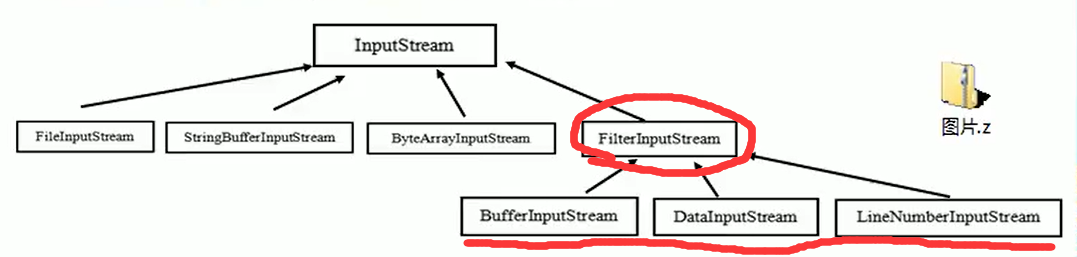 InputStream
图片.z
FileInputStream
StringBufferInputStream
ByteArrayInputStream
FilterInputStream
BufferInputStream
DataInputStream
LineNumberInputStream